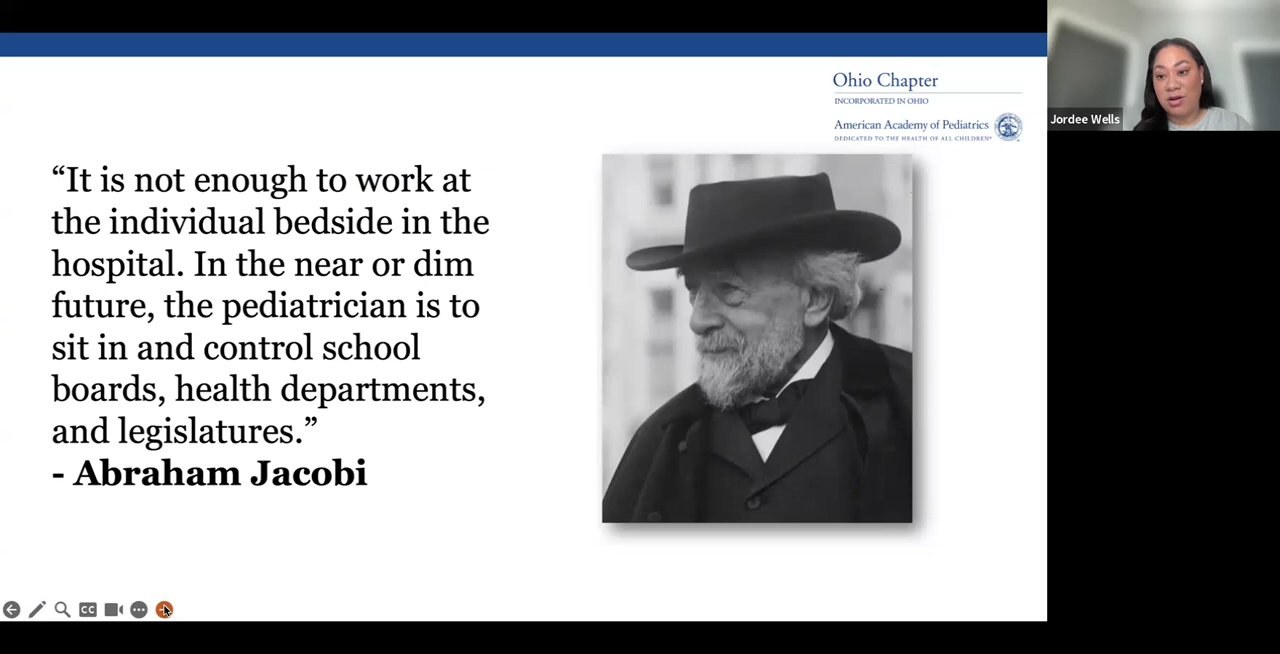 Ohio Chapter
INCORPORATED IN OHIO
American Academy of Pediatrics
DEDICATED TO THE HEALTH OF ALL CHILDREN®
“It is not enough to work at
the individual bedside in the
hospital. In the near or dim
future, the pediatrician is to
sit in and control school
boards, health departments,
and legislatures.”
- Abraham Jacobi
Jordee Wells
CC